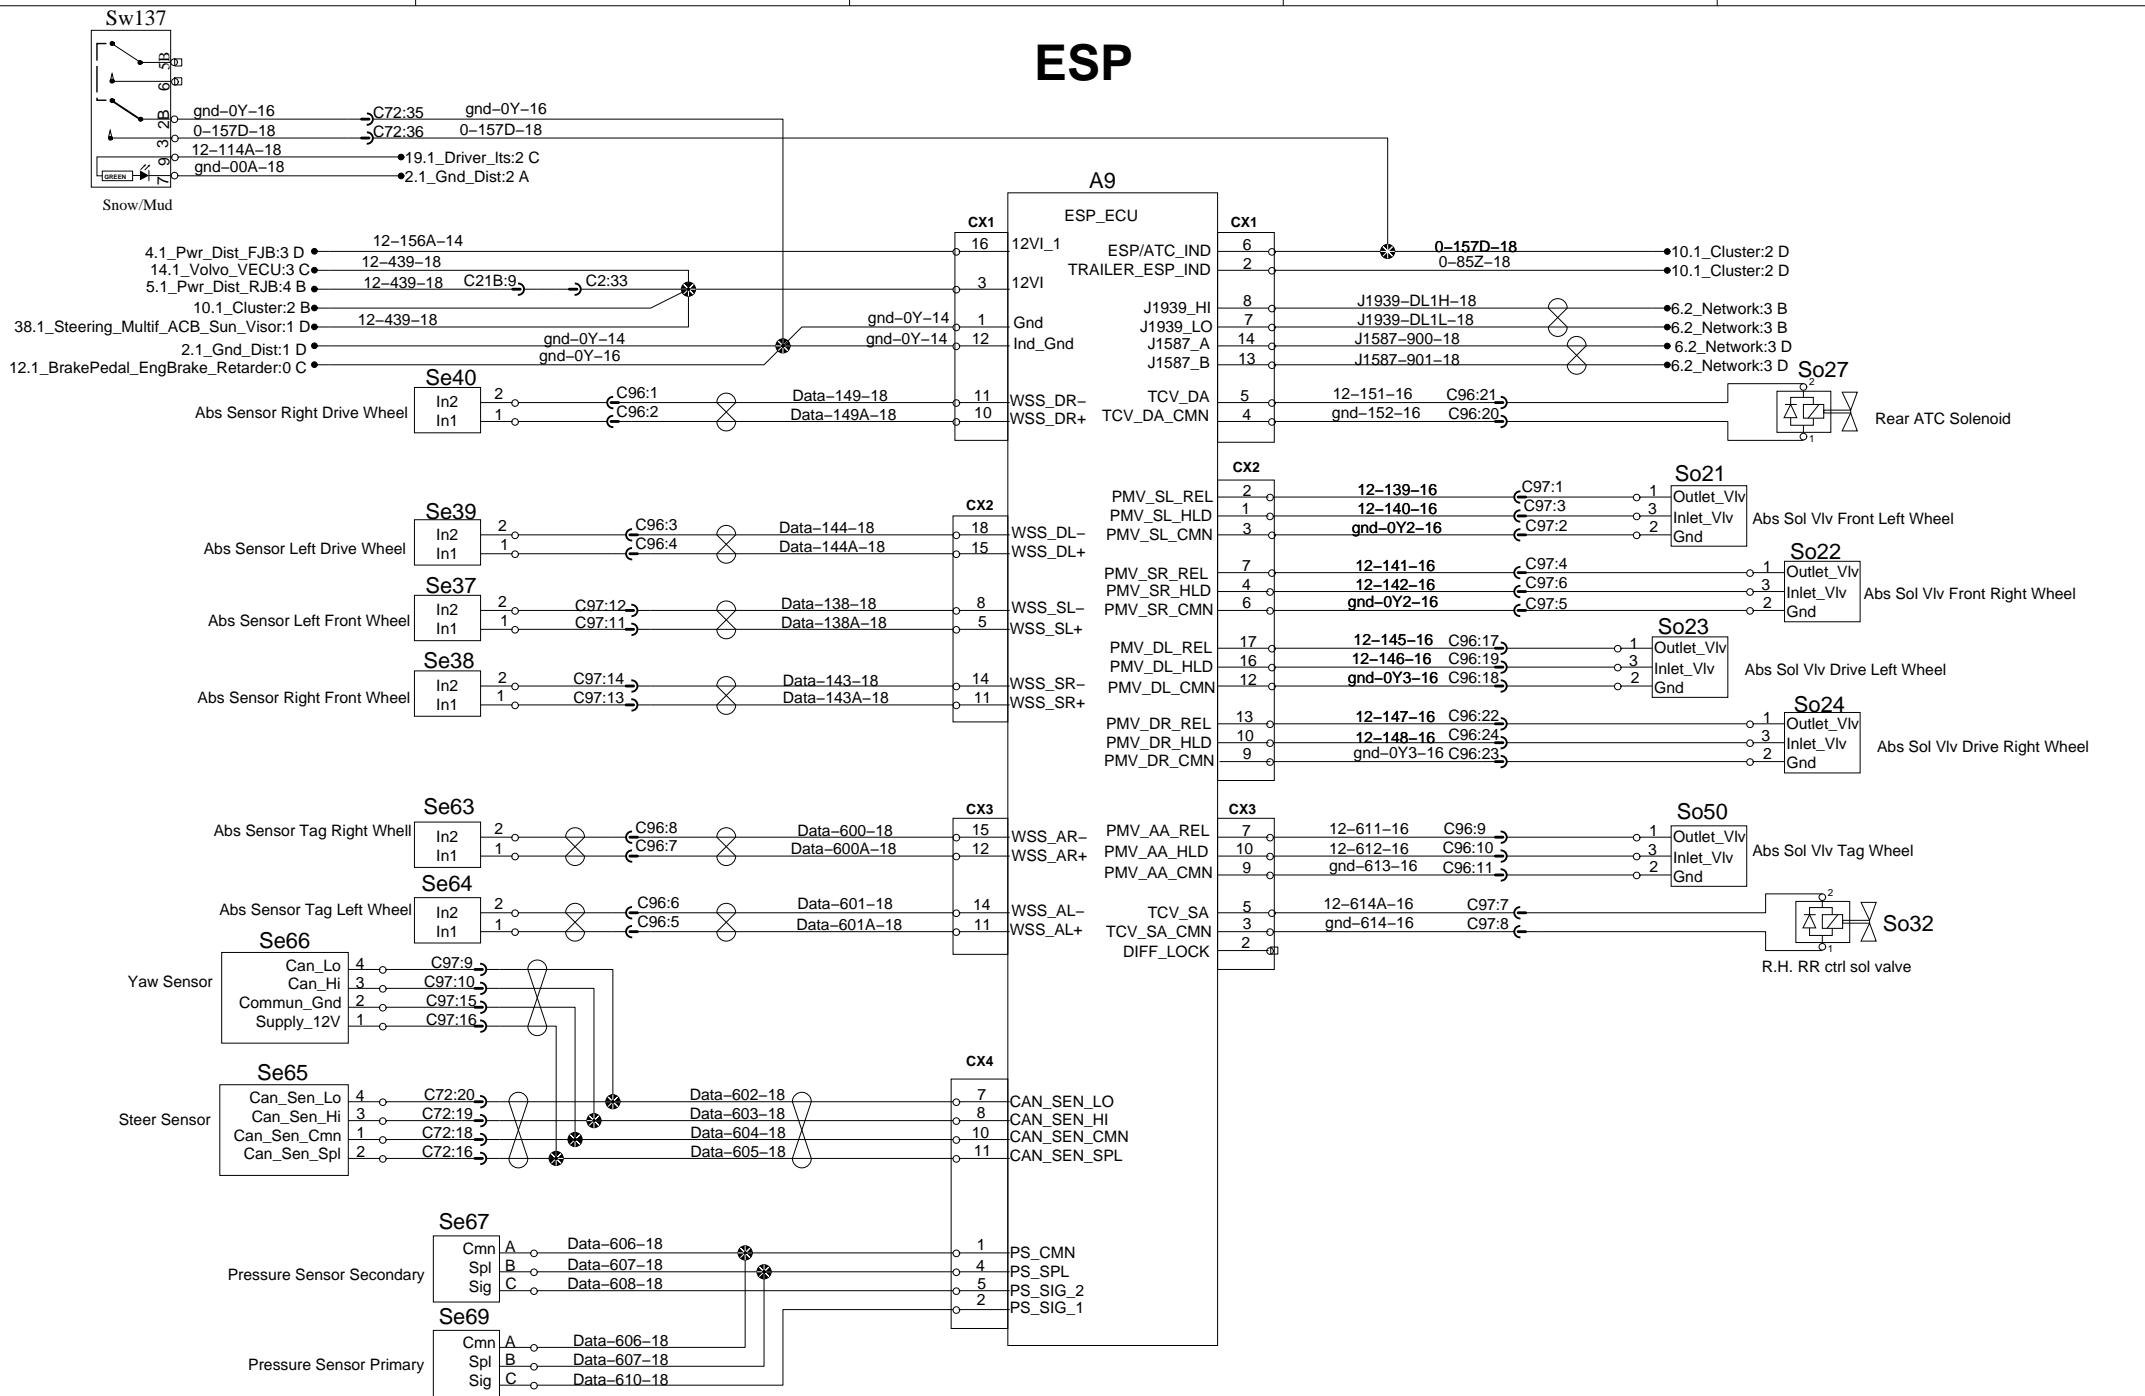 Sw137
ESP
5B
6
2B
3
9
7
GREEN
Snow/Mud
gnd–0Y–16 C72:35 gnd–0Y–16
0–157D–18 C72:36 0–157D–18
12–114A–18 19.1_Driver_lts:2 C
gnd–00A–18 2.1_Gnd_Dist:2 A
A9
ESP_ECU
CX1
4.1_Pwr_Dist_FJB:3 D 12–156A–14 16 12VI_1
14.1_Volvo_VECU:3 C 12–439–18
5.1_Pwr_Dist_RJB:4 B 12–439–18 C21B:9 C2:33 3 12VI
10.1_Cluster:2 B
38.1_Steering_Multif_ACB_Sun_Visor:1 D 12–439–18
gnd–0Y–14 1 Gnd
2.1_Gnd_Dist:1 D gnd–0Y–14 gnd–0Y–14 12 Ind_Gnd
12.1_BrakePedal_EngBrake_Retarder:0 C gnd–0Y–16
Se40
Abs Sensor Right Drive Wheel
In2 2 C96:1 Data–149–18 11 WSS_DR–
In1 1 C96:2 Data–149A–18 10 WSS_DR+
CX2
Se39
Abs Sensor Left Drive Wheel
In2 2 C96:3 Data–144–18 18 WSS_DL–
In1 1 C96:4 Data–144A–18 15 WSS_DL+
Se37
Abs Sensor Left Front Wheel
In2 2 C97:12 Data–138–18 8 WSS_SL–
In1 1 C97:11 Data–138A–18 5 WSS_SL+
Se38
Abs Sensor Right Front Wheel
In2 2 C97:14 Data–143–18 14 WSS_SR–
In1 1 C97:13 Data–143A–18 11 WSS_SR+
CX3
Se63
Abs Sensor Tag Right Whell
In2 2 C96:8 Data–600–18 15 WSS_AR–
In1 1 C96:7 Data–600A–18 12 WSS_AR+
Se64
Abs Sensor Tag Left Wheel
In2 2 C96:6 Data–601–18 14 WSS_AL–
In1 1 C96:5 Data–601A–18 11 WSS_AL+
Se66
Yaw Sensor
Can_Lo 4 C97:9
Can_Hi 3 C97:10
Commun_Gnd 2 C97:15
Supply_12V 1 C97:16
CX4
Se65
Steer Sensor
Can_Sen_Lo 4 C72:20 Data–602–18 7 CAN_SEN_LO
Can_Sen_Hi 3 C72:19 Data–603–18 8 CAN_SEN_HI
Can_Sen_Cmn 1 C72:18 Data–604–18 10 CAN_SEN_CMN
Can_Sen_Spl 2 C72:16 Data–605–18 11 CAN_SEN_SPL
Se67
Pressure Sensor Secondary
Cmn A Data–606–18 1 PS_CMN
Spl B Data–607–18 4 PS_SPL
Sig C Data–608–18 5 PS_SIG_2
2 PS_SIG_1
Se69
Pressure Sensor Primary
Cmn A Data–606–18
Spl B Data–607–18
Sig C Data–610–18
CX1
ESP/ATC_IND 6 0–157D–18 10.1_Cluster:2 D
TRAILER_ESP_IND 2 0–85Z–18 10.1_Cluster:2 D
J1939_HI 8 J1939–DL1H–18 6.2_Network:3 B
J1939_LO 7 J1939–DL1L–18 6.2_Network:3 B
J1587_A 14 J1587–900–18 6.2_Network:3 D
J1587_B 13 J1587–901–18 6.2_Network:3 D
So27
TCV_DA 5 12–151–16 C96:21 2
TCV_DA_CMN 4 gnd–152–16 C96:20 1
Rear ATC Solenoid
CX2
So21
PMV_SL_REL 2 12–139–16 C97:1 1 Outlet_Vlv
PMV_SL_HLD 1 12–140–16 C97:3 3 Inlet_Vlv
PMV_SL_CMN 3 gnd–0Y2–16 C97:2 2 Gnd
Abs Sol Vlv Front Left Wheel
So22
PMV_SR_REL 7 12–141–16 C97:4 1 Outlet_Vlv
PMV_SR_HLD 4 12–142–16 C97:6 3 Inlet_Vlv
PMV_SR_CMN 6 gnd–0Y2–16 C97:5 2 Gnd
Abs Sol Vlv Front Right Wheel
So23
PMV_DL_REL 17 12–145–16 C96:17 1 Outlet_Vlv
PMV_DL_HLD 16 12–146–16 C96:19 3 Inlet_Vlv
PMV_DL_CMN 12 gnd–0Y3–16 C96:18 2 Gnd
Abs Sol Vlv Drive Left Wheel
So24
PMV_DR_REL 13 12–147–16 C96:22 1 Outlet_Vlv
PMV_DR_HLD 10 12–148–16 C96:24 3 Inlet_Vlv
PMV_DR_CMN 9 gnd–0Y3–16 C96:23 2 Gnd
Abs Sol Vlv Drive Right Wheel
CX3
So50
PMV_AA_REL 7 12–611–16 C96:9 1 Outlet_Vlv
PMV_AA_HLD 10 12–612–16 C96:10 3 Inlet_Vlv
PMV_AA_CMN 9 gnd–613–16 C96:11 2 Gnd
Abs Sol Vlv Tag Wheel
TCV_SA 5 12–614A–16 C97:7 2
TCV_SA_CMN 3 gnd–614–16 C97:8 1
DIFF_LOCK 2
So32
R.H. RR ctrl sol valve